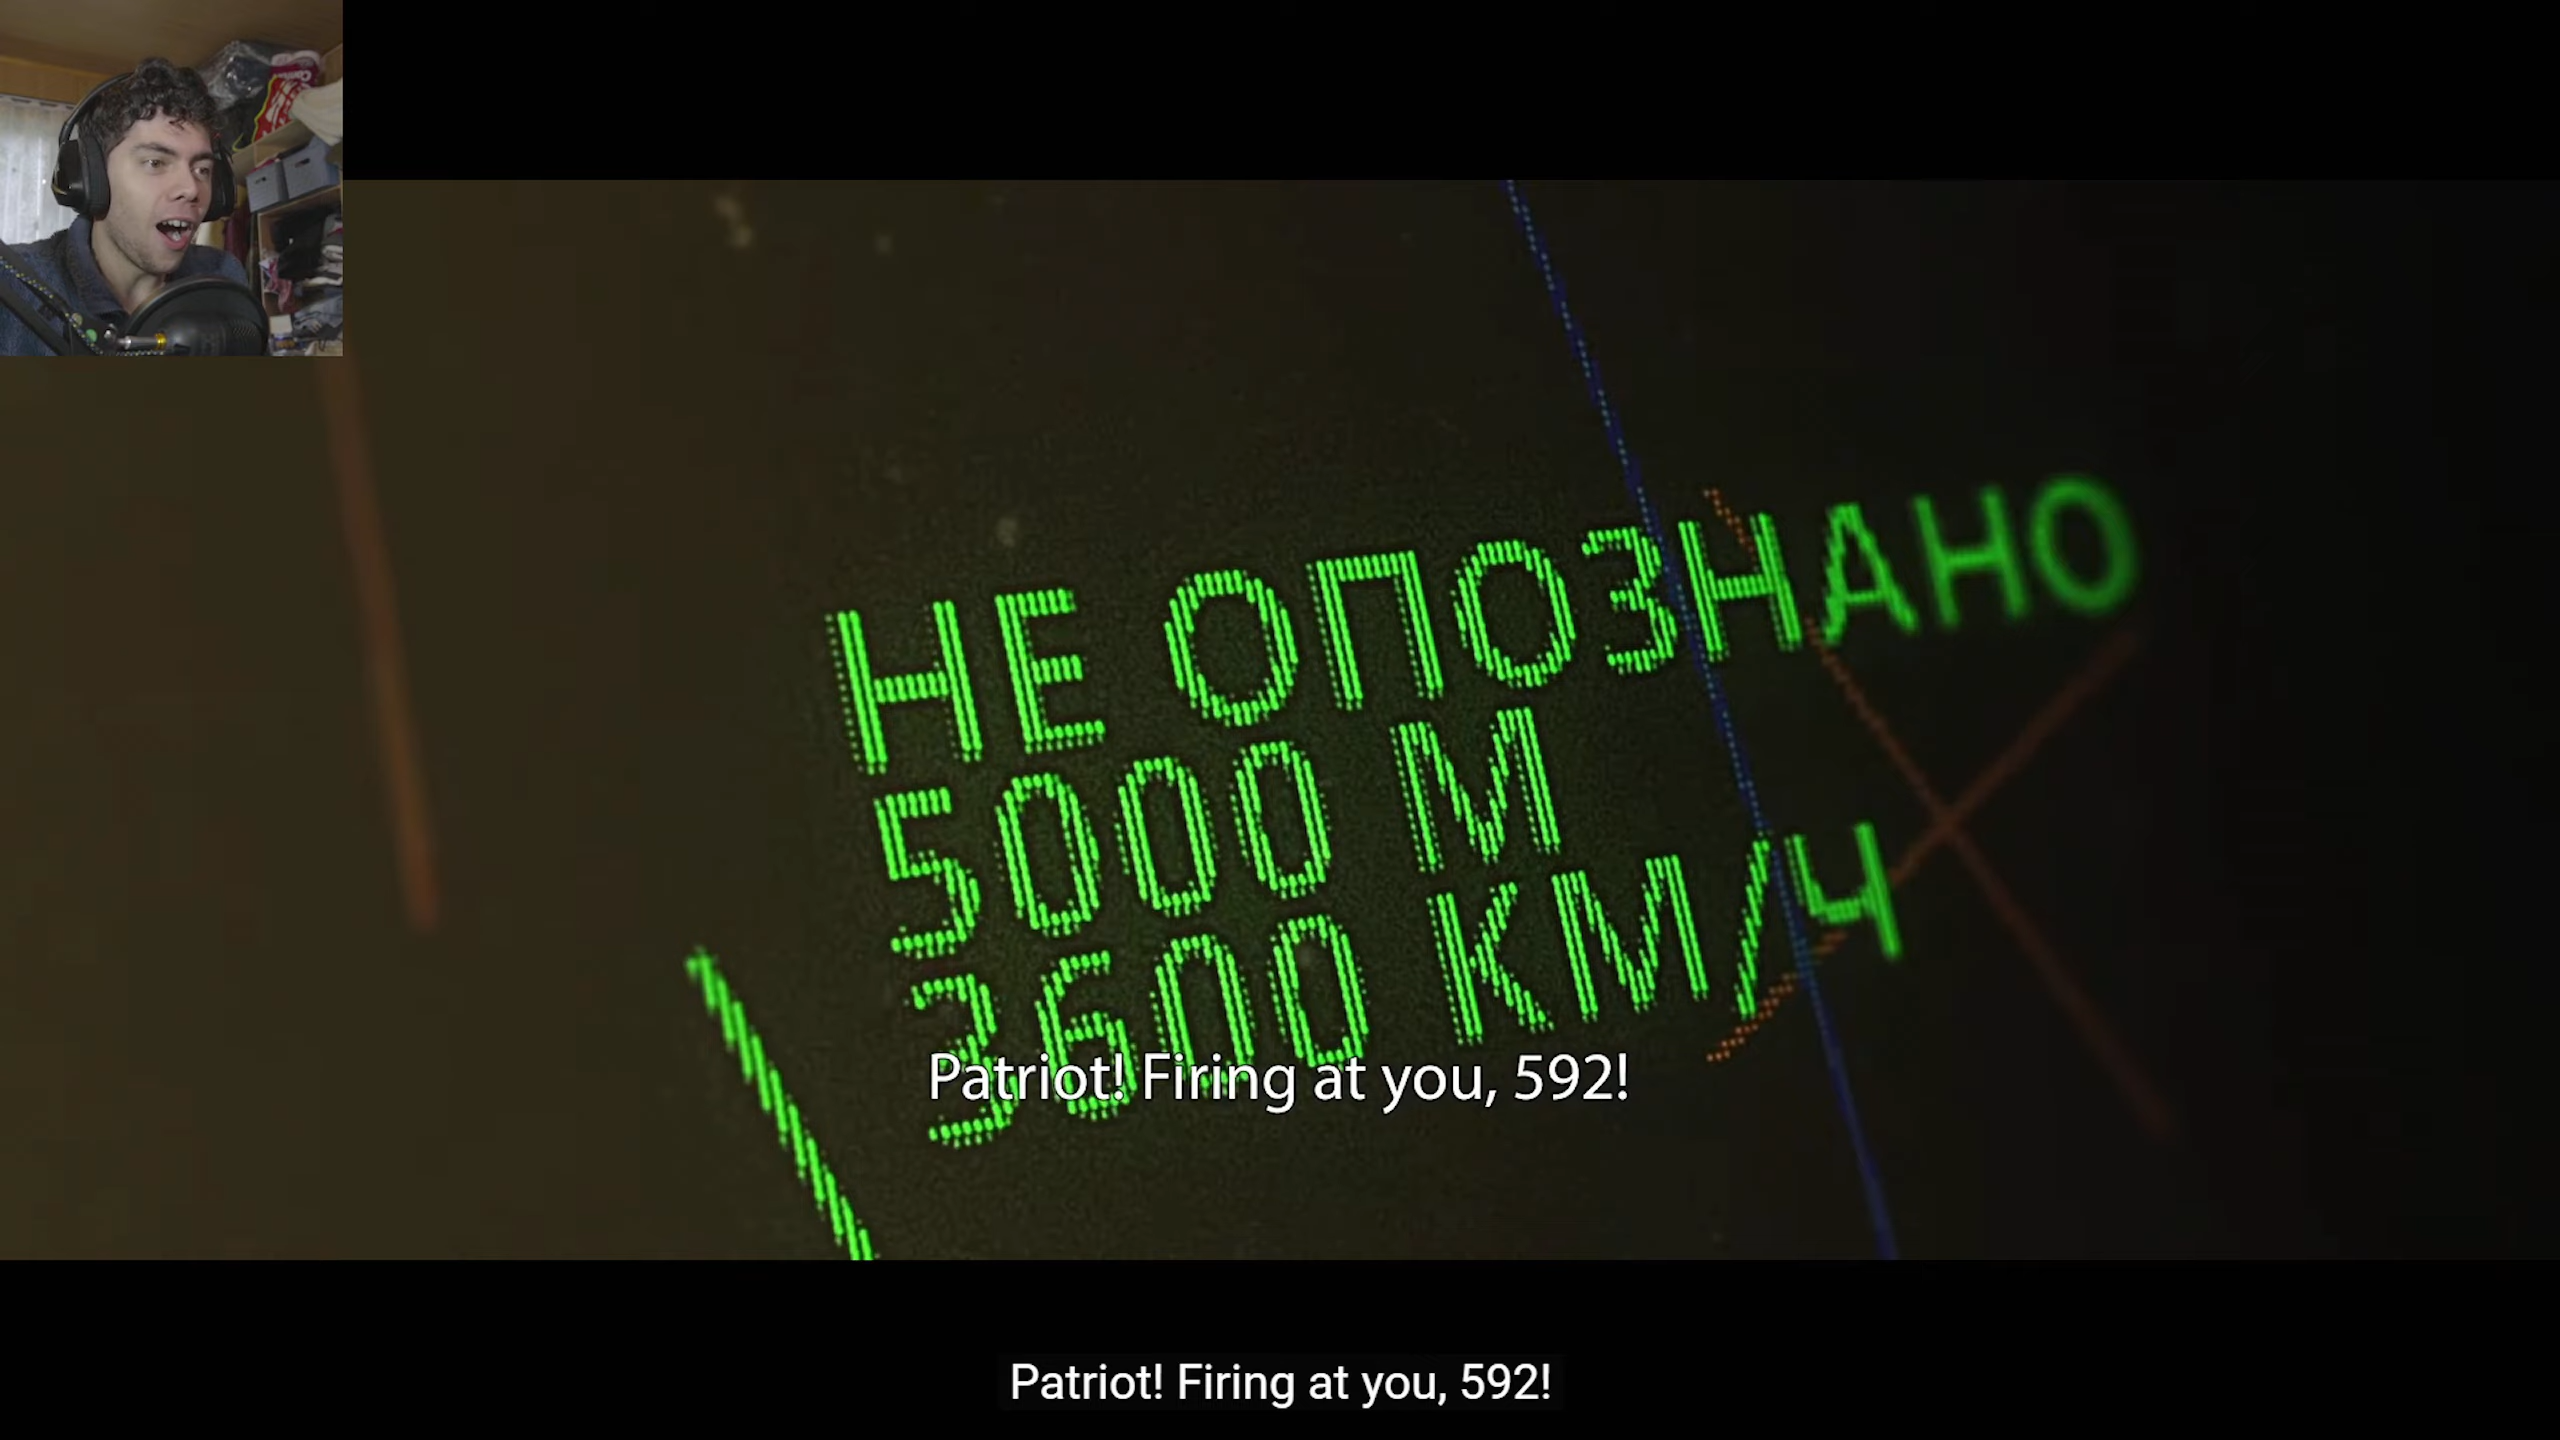 НЕ ОПОЗНАНО
5000 М
3600 КМ/Ч
Patriot! Firing at you, 592!
Patriot! Firing at you, 592!